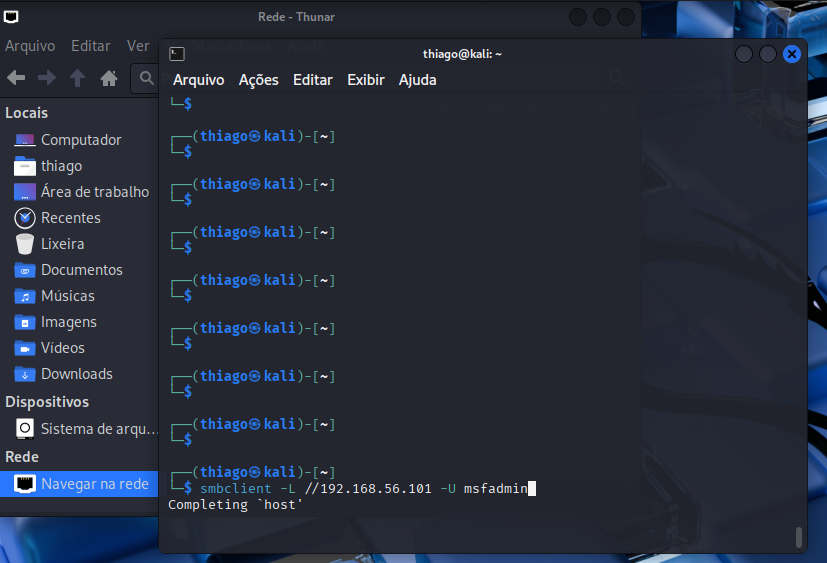 Rede - Thunar
Arquivo Editar Ver
thiago@kali: ~
Arquivo Ações Editar Exibir Ajuda
Locais
Computador
thiago
Área de trabalho
Recentes
Lixeira
Documentos
Músicas
Imagens
Vídeos
Downloads
Dispositivos
Sistema de arqu...
Rede
Navegar na rede
└─$
┌──(thiago㉿kali)-[~]
└─$
┌──(thiago㉿kali)-[~]
└─$
┌──(thiago㉿kali)-[~]
└─$
┌──(thiago㉿kali)-[~]
└─$
┌──(thiago㉿kali)-[~]
└─$
┌──(thiago㉿kali)-[~]
└─$
┌──(thiago㉿kali)-[~]
└─$
┌──(thiago㉿kali)-[~]
└─$ smbclient -L //192.168.56.101 -U msfadmin
Completing `host'